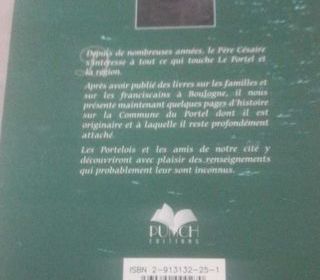 Depuis de nombreuses années, le Père Césaire
s'intéresse à tout ce qui touche Le Portel et
la région.
Après avoir publié des livres sur les familles et
sur les franciscains à Boulogne, il nous
présente maintenant quelques pages d'histoire
sur la Commune du Portel dont il est
originaire et à laquelle il reste profondément
attaché.
Les Portelois et les amis de notre cité y
découvriront avec plaisir des renseignements
qui probablement leur sont inconnus.
PUNCH
EDITIONS
ISBN 2-913132-25-1